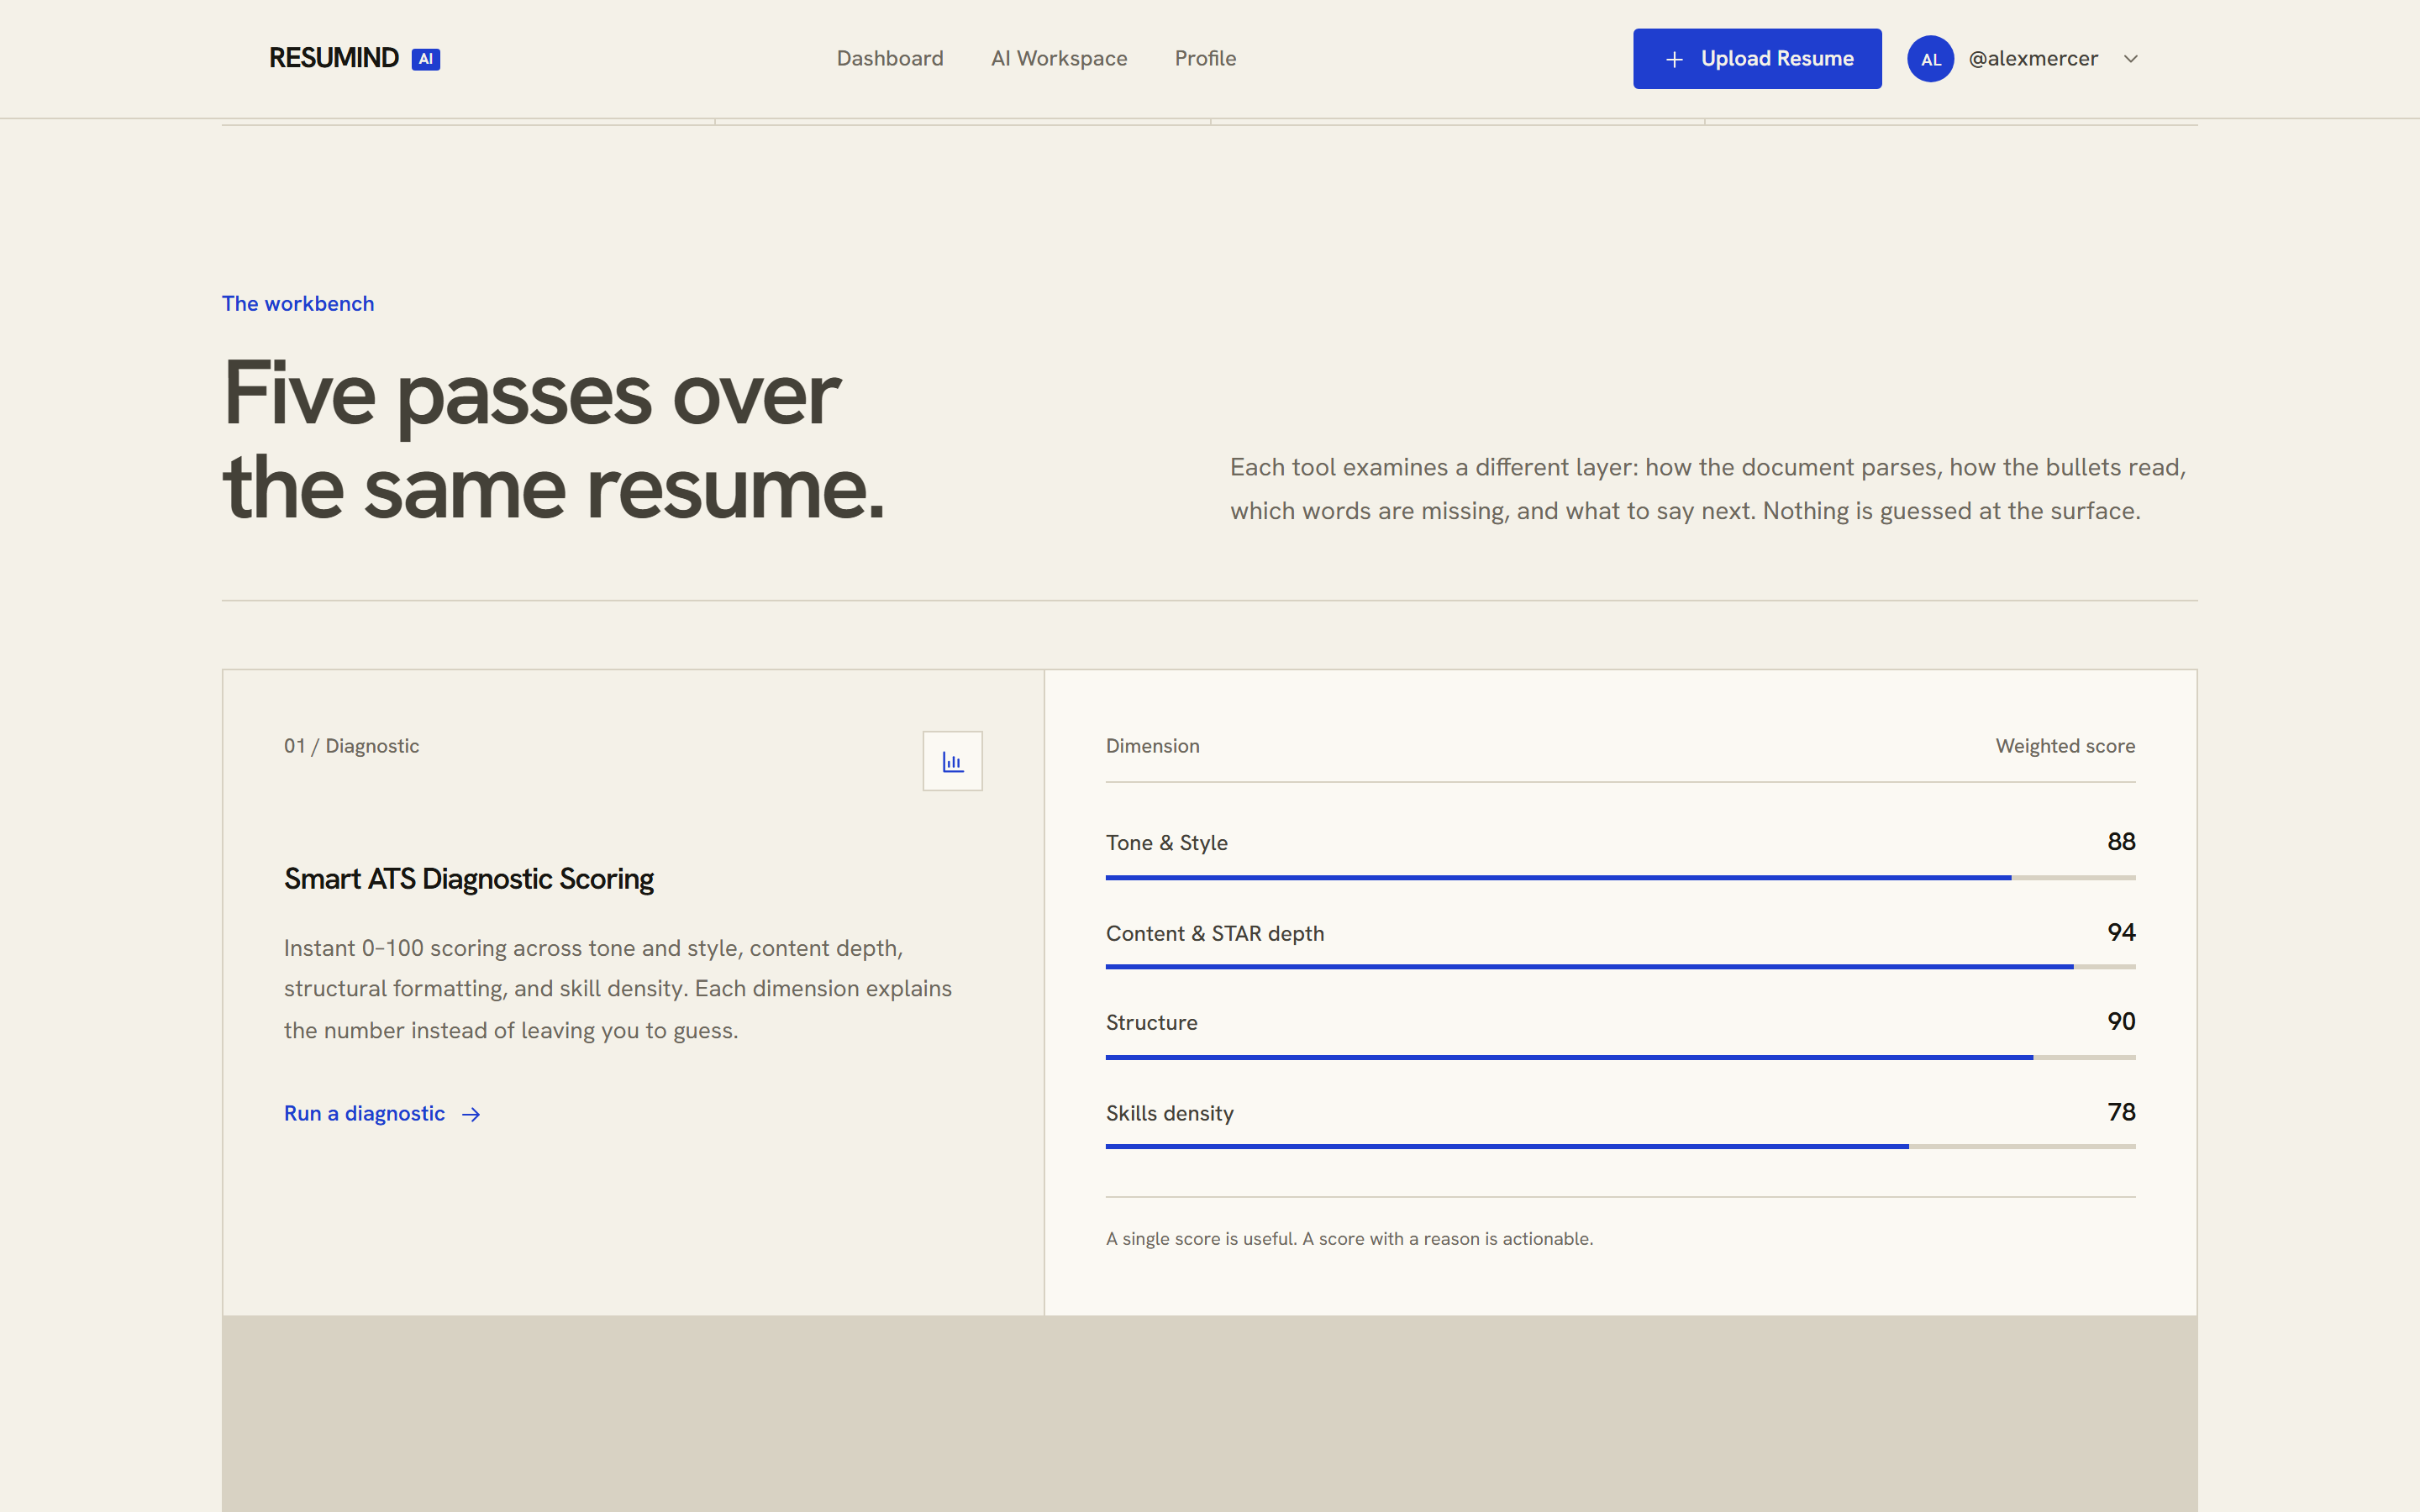 RESUMIND AI
Dashboard
AI Workspace
Profile
Upload Resume
AL
@alexmercer
The workbench
Five passes over
the same resume.
Each tool examines a different layer: how the document parses, how the bullets read,
which words are missing, and what to say next. Nothing is guessed at the surface.
01 / Diagnostic
Smart ATS Diagnostic Scoring
Instant 0–100 scoring across tone and style, content depth,
structural formatting, and skill density. Each dimension explains
the number instead of leaving you to guess.
Run a diagnostic
Dimension
Weighted score
Tone & Style
88
Content & STAR depth
94
Structure
90
Skills density
78
A single score is useful. A score with a reason is actionable.